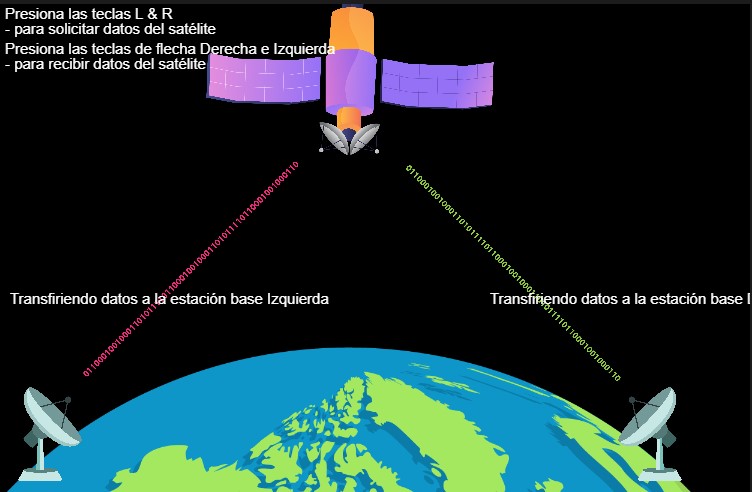 Presiona las teclas L & R
- para solicitar datos del satélite
Presiona las teclas de flecha Derecha e Izquierda
- para recibir datos del satélite
Transfiriendo datos a la estación base Izquierda
Transfiriendo datos a la estación base I